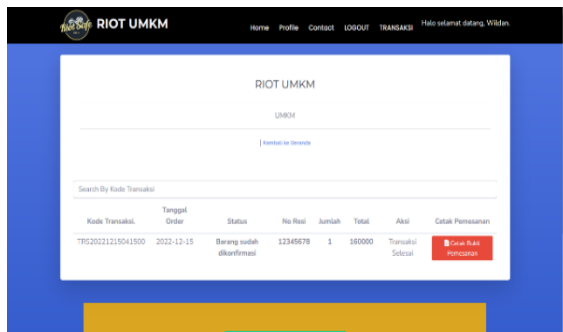 RIOT UMKM
Home Profile Contact LOGOUT TRANSAKSI Halo selamat datang, Wildan.
RIOT UMKM
UMKM
| Kembali ke Beranda
Search By Kode Transaksi
Kode Transaksi. Tanggal Order Status No Resi Jumlah Total Aksi Cetak Pemesanan
TRS20221215041500 2022-12-15 Barang sudah dikonfirmasi 12345678 1 160000 Transaksi Selesai Cetak Bukti Pemesanan